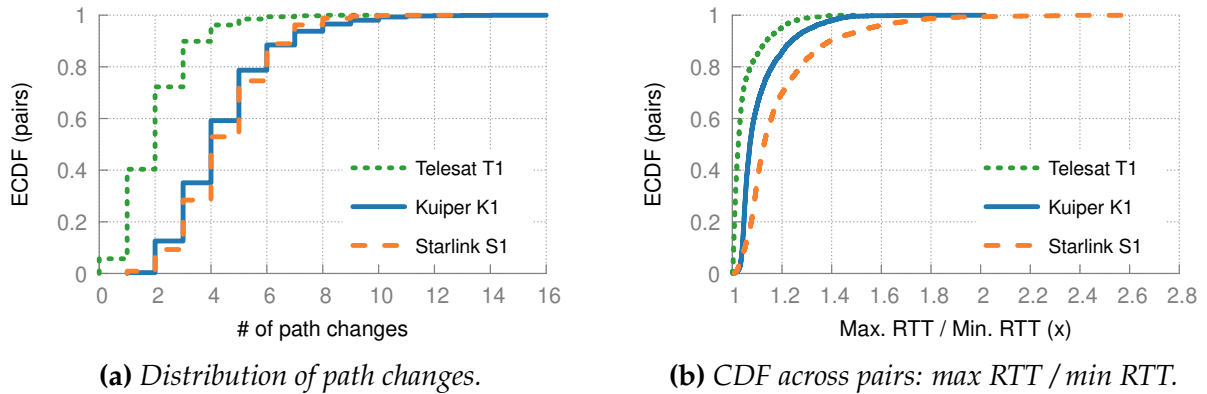 ECDF (pairs)
1
0.8
0.6
0.4
0.2
0
0 2 4 6 8 10 12 14 16
# of path changes
Telesat T1
Kuiper K1
Starlink S1
(a) Distribution of path changes.
ECDF (pairs)
1
0.8
0.6
0.4
0.2
0
1 1.2 1.4 1.6 1.8 2 2.2 2.4 2.6 2.8
Max. RTT / Min. RTT (x)
Telesat T1
Kuiper K1
Starlink S1
(b) CDF across pairs: max RTT / min RTT.